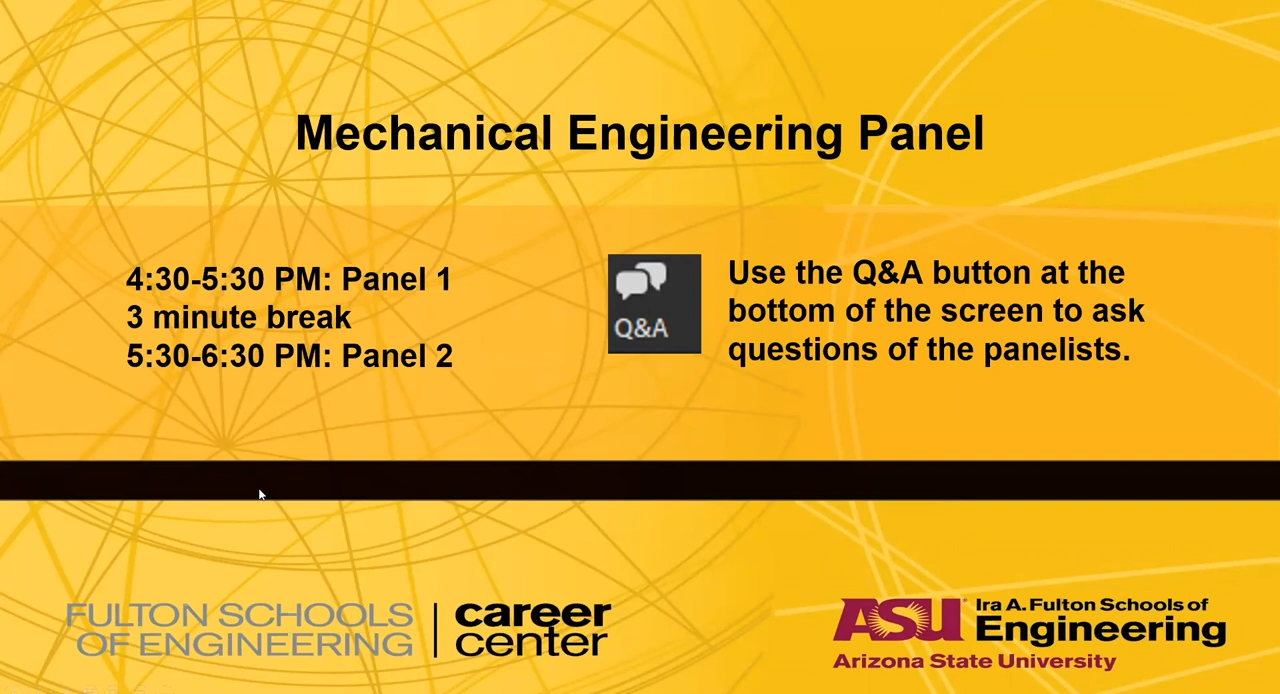 Mechanical Engineering Panel
4:30-5:30 PM: Panel 1
3 minute break
5:30-6:30 PM: Panel 2
Q&A
Use the Q&A button at the
bottom of the screen to ask
questions of the panelists.
FULTON SCHOOLS
OF ENGINEERING
career
center
ASU
Ira A. Fulton Schools of
Engineering
Arizona State University